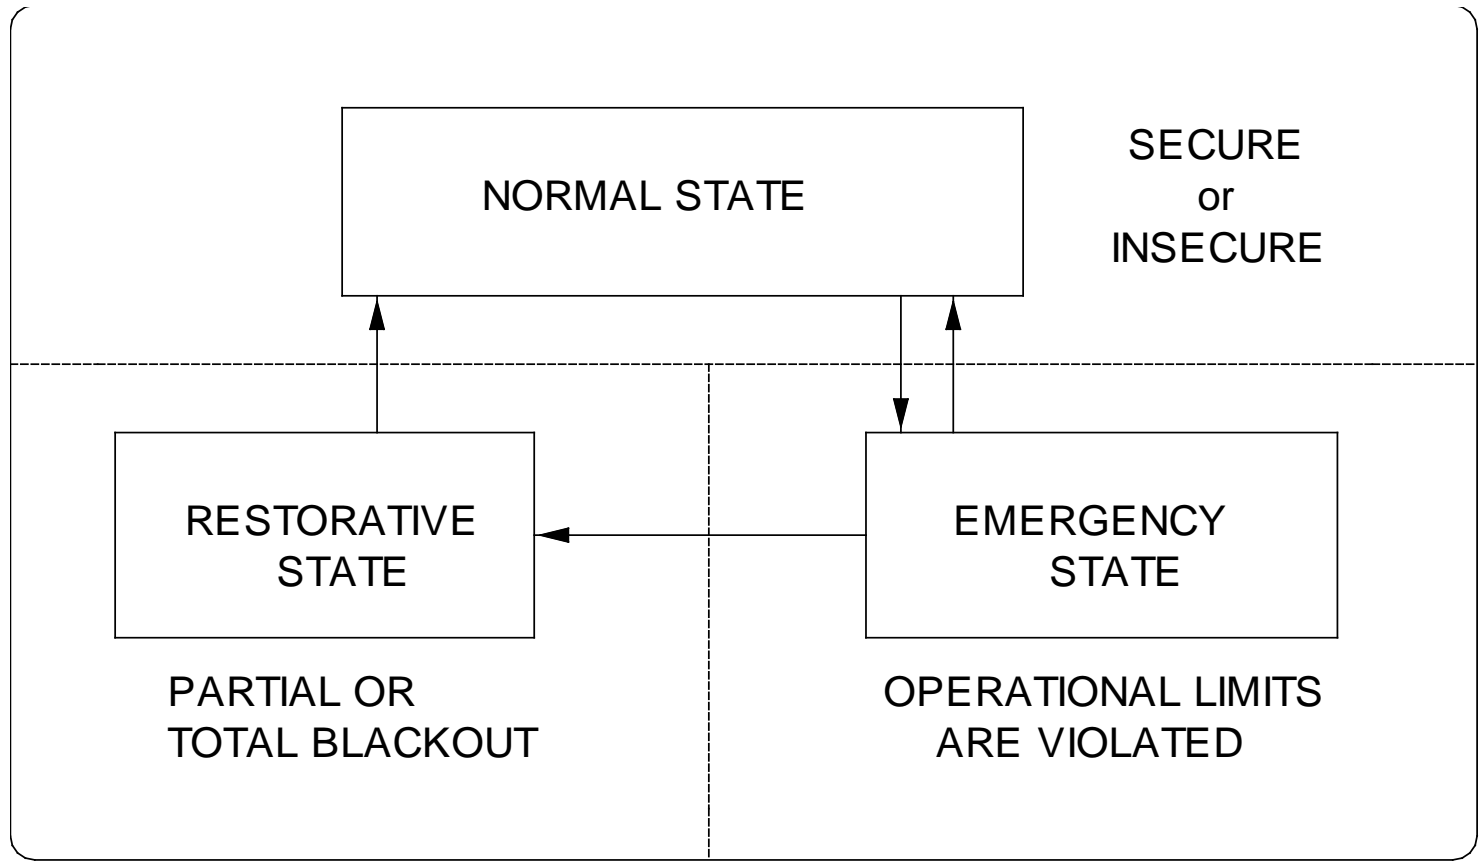 NORMAL STATE
SECURE
or
INSECURE
RESTORATIVE
STATE
EMERGENCY
STATE
PARTIAL OR
TOTAL BLACKOUT
OPERATIONAL LIMITS
ARE VIOLATED